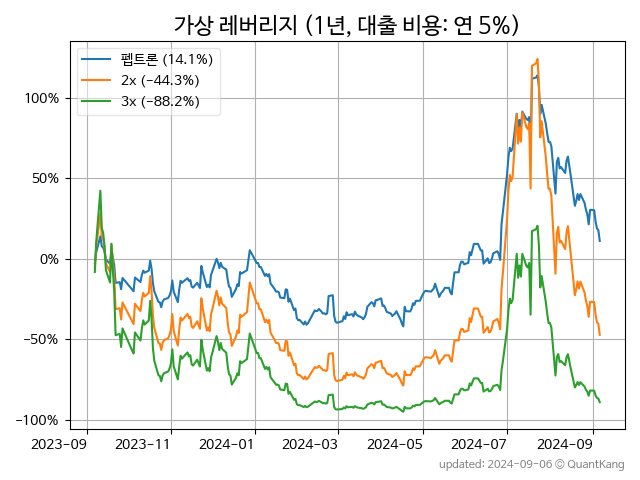 가상 레버리지 (1년, 대출 비용: 연 5%)
펩트론 (14.1%)
2x (−44.3%)
3x (−88.2%)
100%
50%
0%
−50%
−100%
2023-09 2023-11 2024-01 2024-03 2024-05 2024-07 2024-09
updated: 2024-09-06 © QuantKang